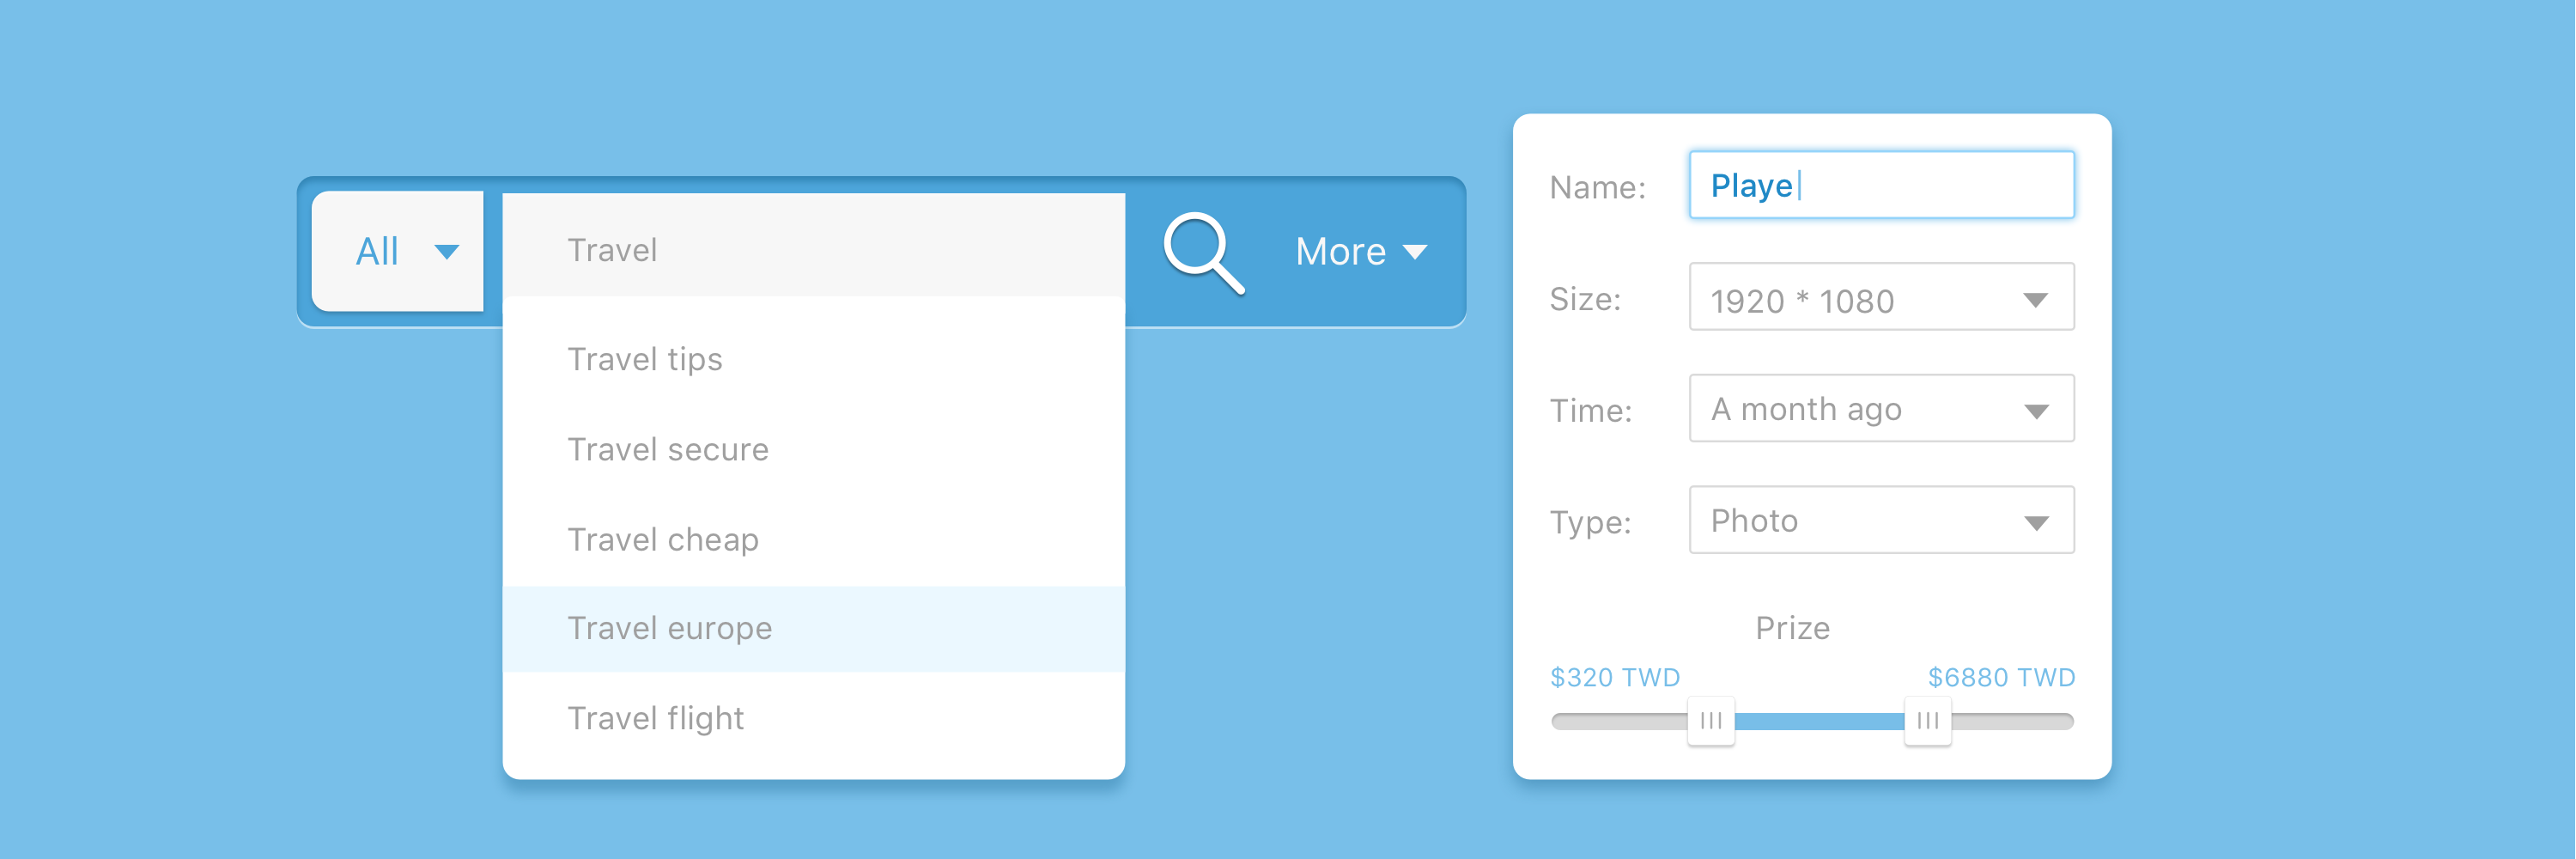 All
Travel
More
Travel tips
Travel secure
Travel cheap
Travel europe
Travel flight
Name: Playe
Size: 1920 * 1080
Time: A month ago
Type: Photo
Prize
$320 TWD $6880 TWD